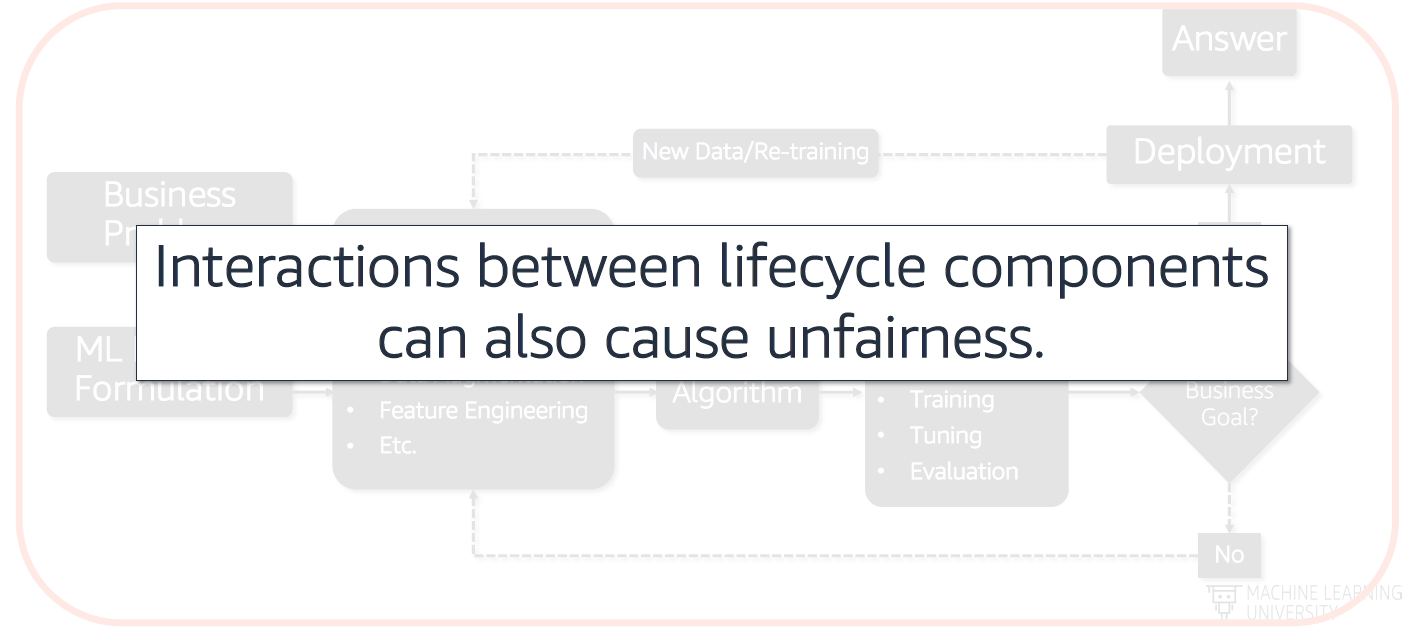 Answer
New Data/Re-training
Deployment
Business
Interactions between lifecycle components
can also cause unfairness.
ML
Formulation
• Feature Engineering
• Etc.
Algorithm
• Training
• Tuning
• Evaluation
Business
Goal?
No
MACHINE LEARNING
UNIVERSITY